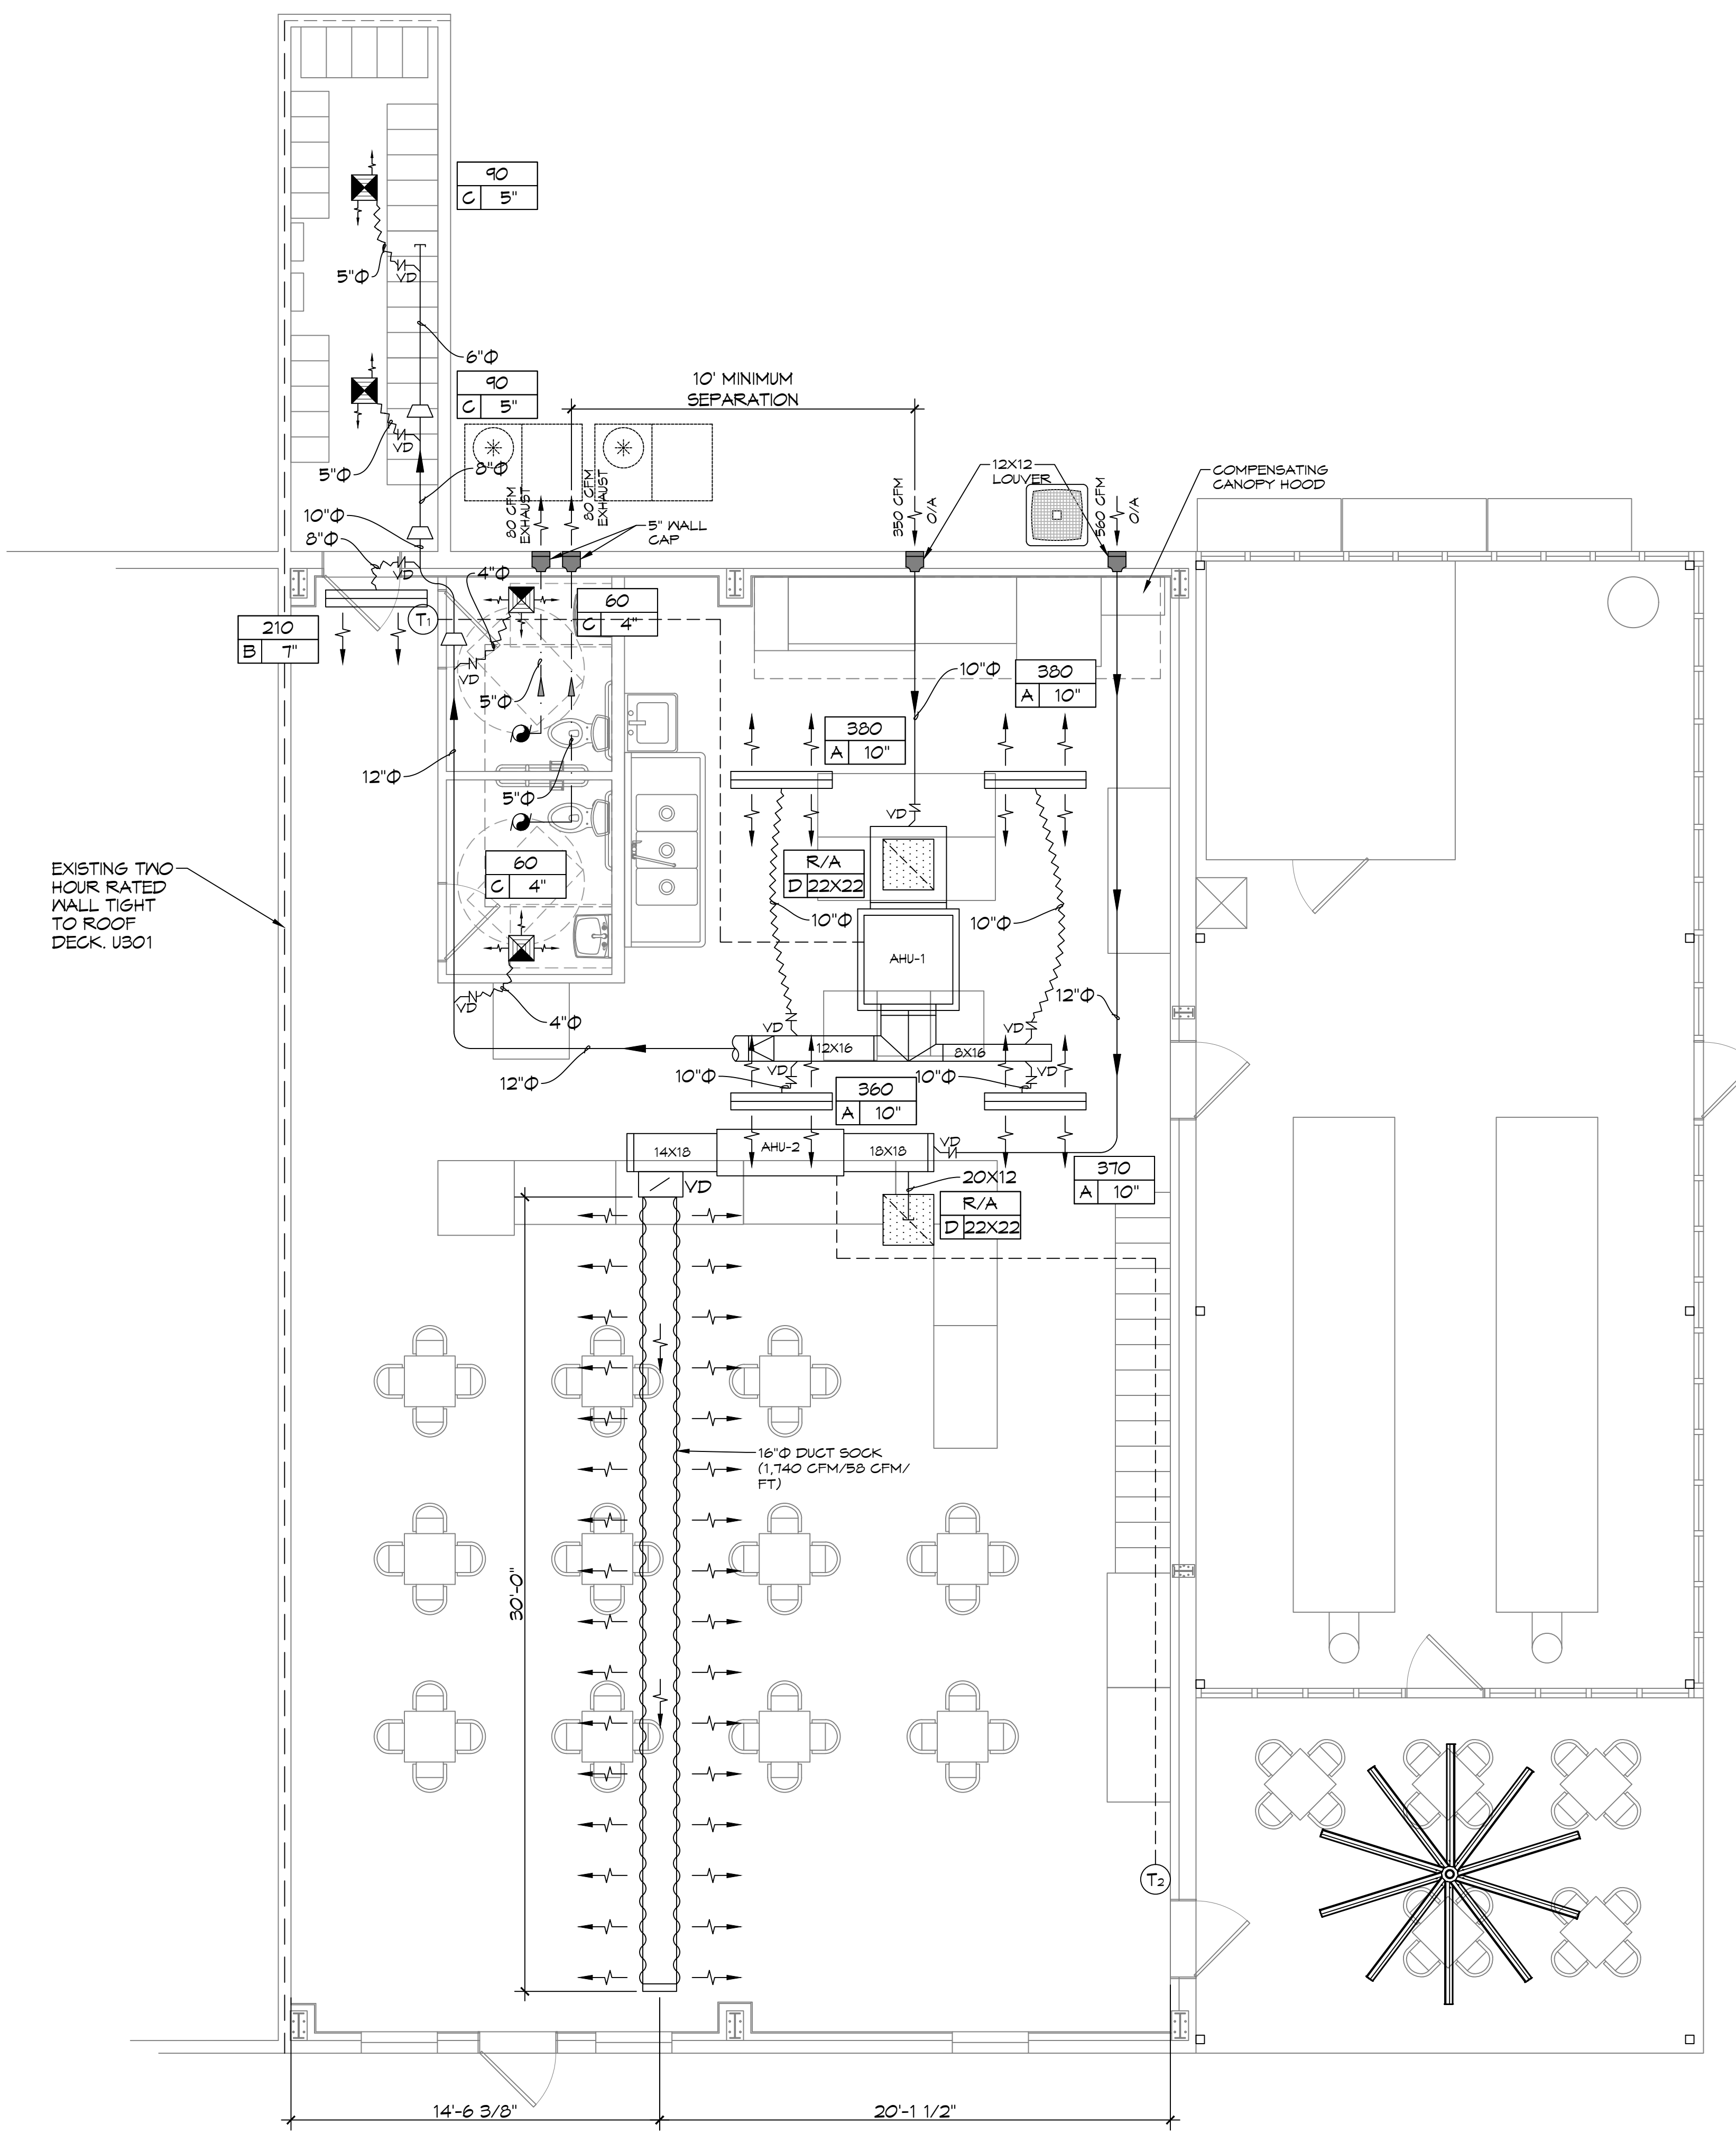 90
C 5"
5"Φ
VD
6"Φ
90
C 5"
VD
5"Φ
8"Φ
10"Φ
8"Φ
VD
10' MINIMUM
SEPARATION
80 CFM
EXHAUST
80 CFM
EXHAUST
5" WALL
CAP
350 CFM
O/A
12X12
LOUVER
560 CFM
O/A
COMPENSATING
CANOPY HOOD
4"Φ
60
C 4"
T1
210
B 7"
VD
5"Φ
10"Φ
380
A 10"
380
A 10"
12"Φ
5"Φ
VD
60
C 4"
R/A
D 22X22
10"Φ
10"Φ
EXISTING TWO
HOUR RATED
WALL TIGHT
TO ROOF
DECK. U301
AHU-1
VD
4"Φ
12"Φ
VD
VD
12X16
8X16
12"Φ
10"Φ
VD
10"Φ
VD
360
A 10"
14X18
AHU-2
18X18
VD
370
A 10"
VD
20X12
R/A
D 22X22
16"Φ DUCT SOCK
(1,740 CFM/58 CFM/
FT)
30'-0"
T2
14'-6 3/8"
20'-1 1/2"